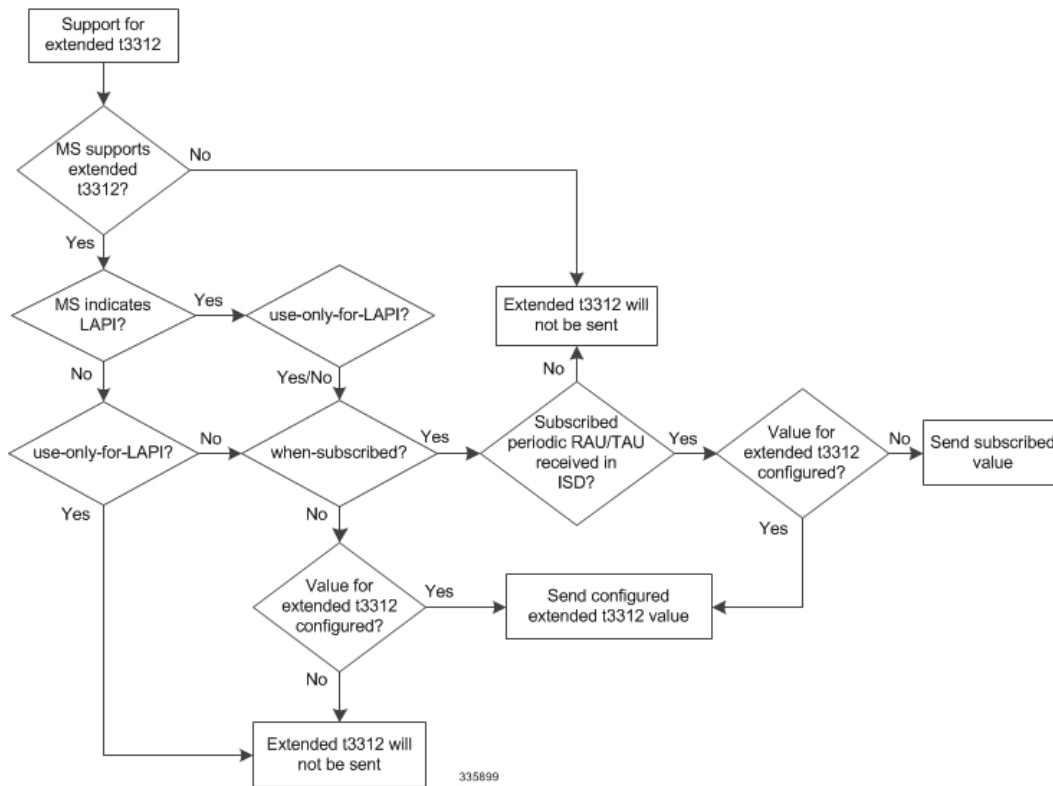 Support for
extended t3312
MS supports
extended
t3312?
No
Yes
MS indicates
LAPI?
Yes
use-only-for-LAPI?
Extended t3312 will
not be sent
No
Yes/No
No
use-only-for-LAPI?
No
when-subscribed?
Yes
Subscribed
periodic RAU/TAU
received in
ISD?
Yes
Value for
extended t3312
configured?
No
Send subscribed
value
Yes
No
Yes
Value for
extended t3312
configured?
Yes
Send configured
extended t3312 value
No
Extended t3312 will
not be sent
335899